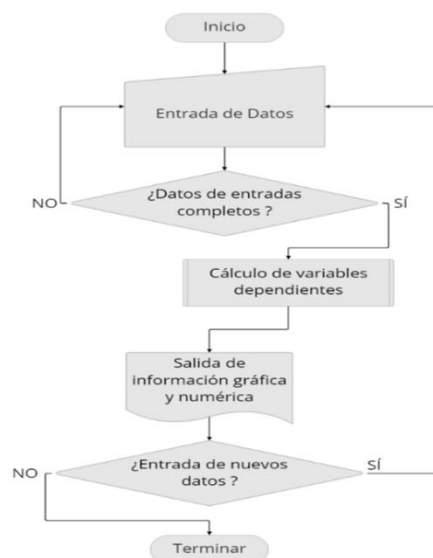 Inicio
Entrada de Datos
¿Datos de entradas
completos ?
NO
SÍ
Cálculo de variables
dependientes
Salida de
información gráfica
y numérica
¿Entrada de nuevos
datos ?
NO
SÍ
Terminar